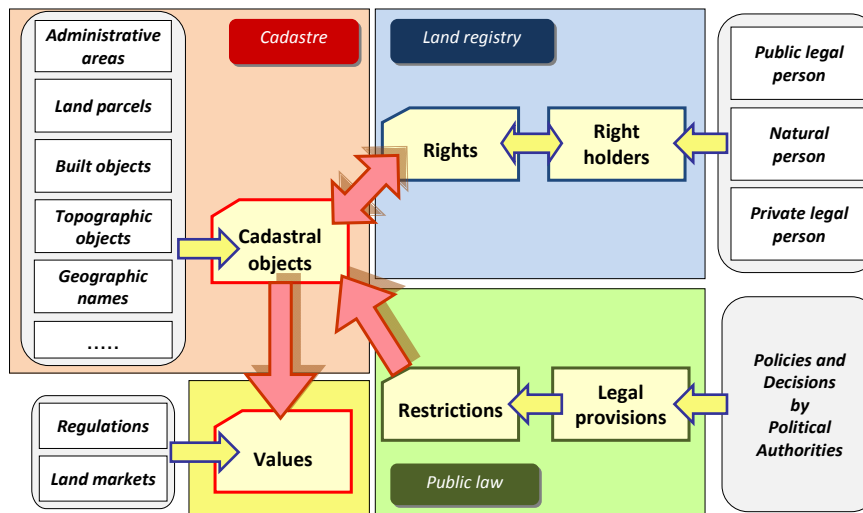 Administrative
areas
Land parcels
Built objects
Topographic
objects
Geographic
names
.....
Cadastre
Cadastral
objects
Land registry
Rights
Right
holders
Public legal
person
Natural
person
Private legal
person
Regulations
Land markets
Values
Restrictions
Legal
provisions
Public law
Policies and
Decisions
by
Political
Authorities